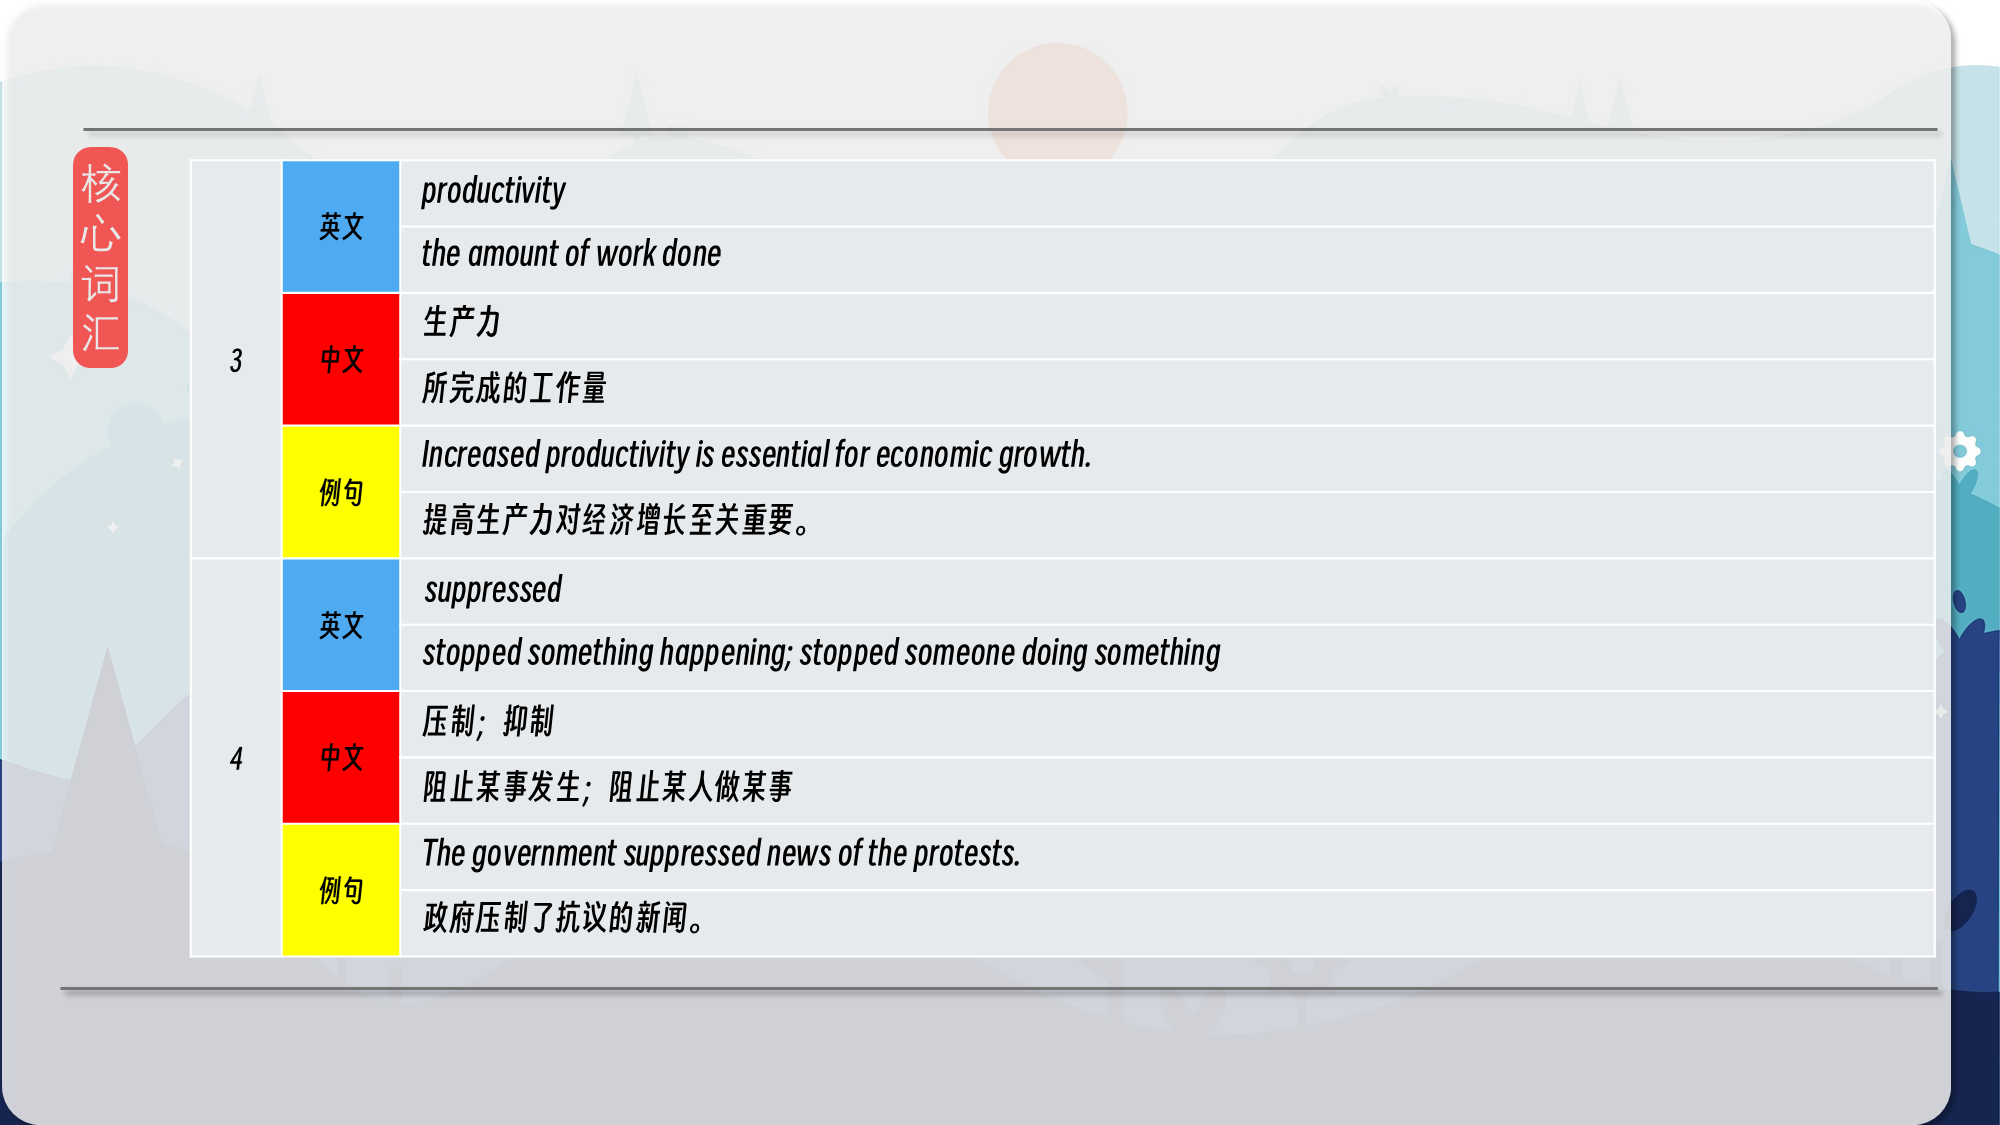 核心词汇
3
英文
productivity
the amount of work done
中文
生产力
所完成的工作量
例句
Increased productivity is essential for economic growth.
提高生产力对经济增长至关重要。
4
英文
suppressed
stopped something happening; stopped someone doing something
中文
压制；抑制
阻止某事发生；阻止某人做某事
例句
The government suppressed news of the protests.
政府压制了抗议的新闻。